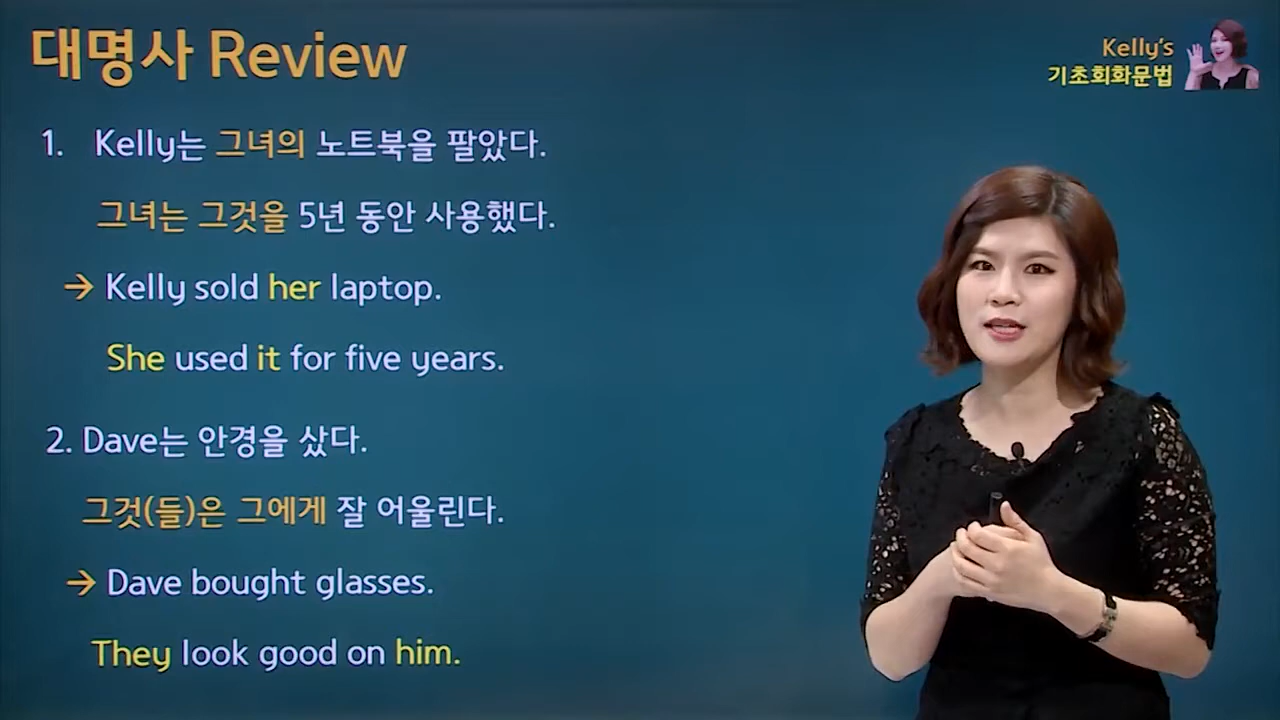 대명사 Review
Kelly's
기초회화문법
1. Kelly는 그녀의 노트북을 팔았다.
그녀는 그것을 5년 동안 사용했다.
→ Kelly sold her laptop.
She used it for five years.
2. Dave는 안경을 샀다.
그것(들)은 그에게 잘 어울린다.
→ Dave bought glasses.
They look good on him.